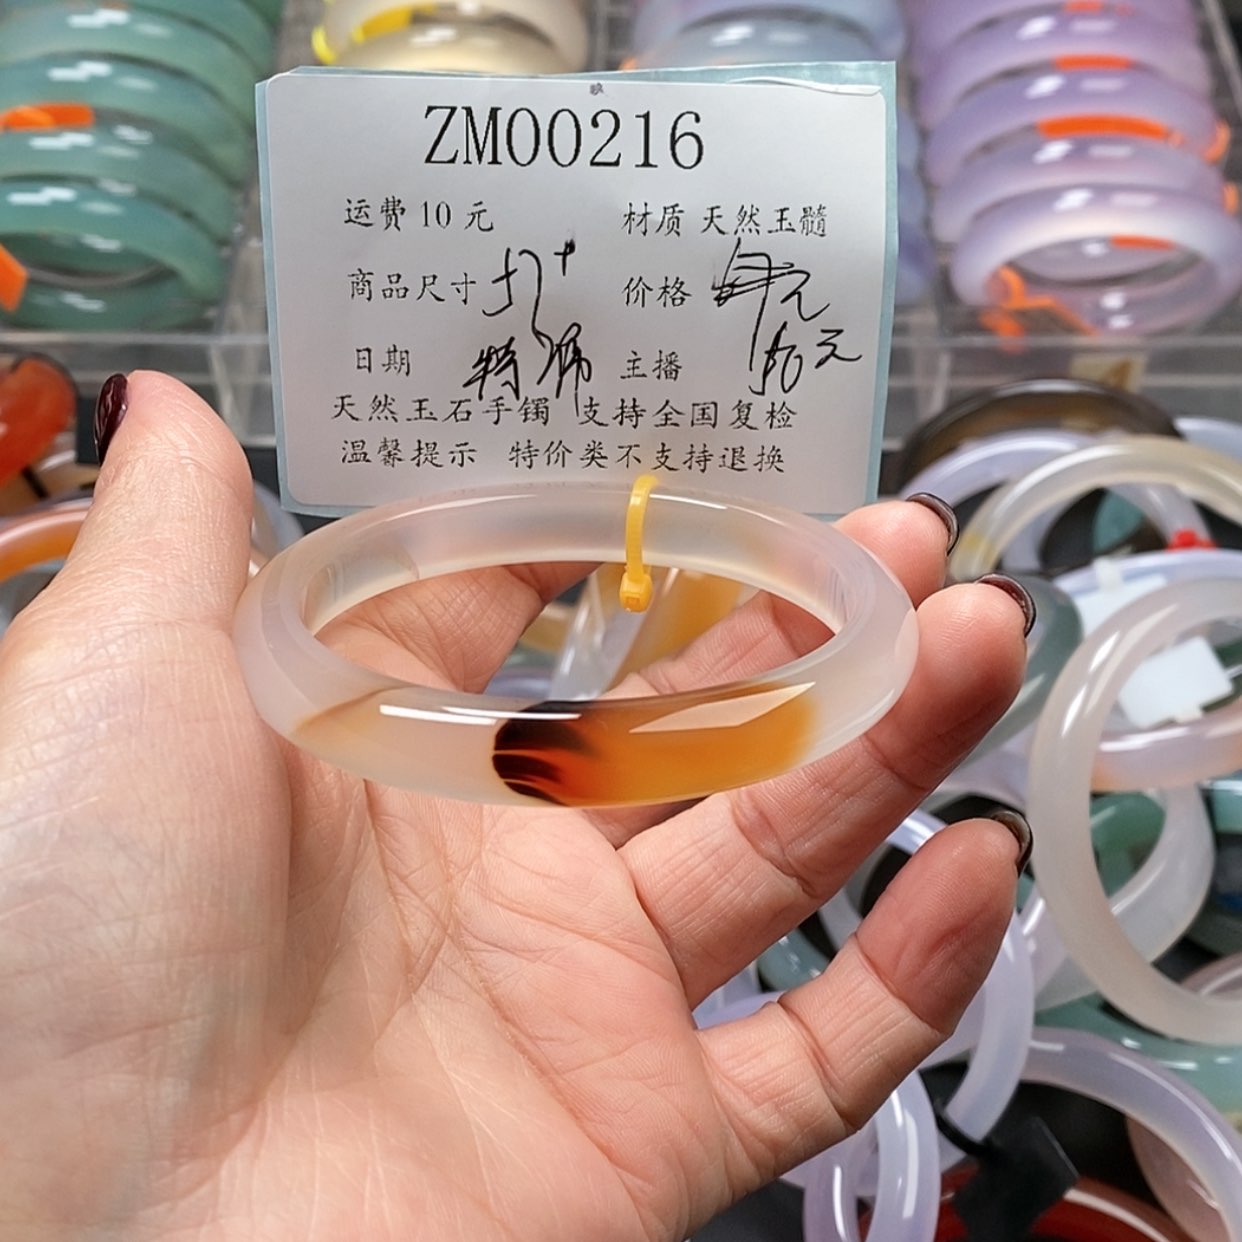 ZM00216
运费 10 元 材质 天然玉髓
商品尺寸 57+ 价格
日期 主播
天然玉石手镯 支持全国复检
温馨提示 特价类不支持退换